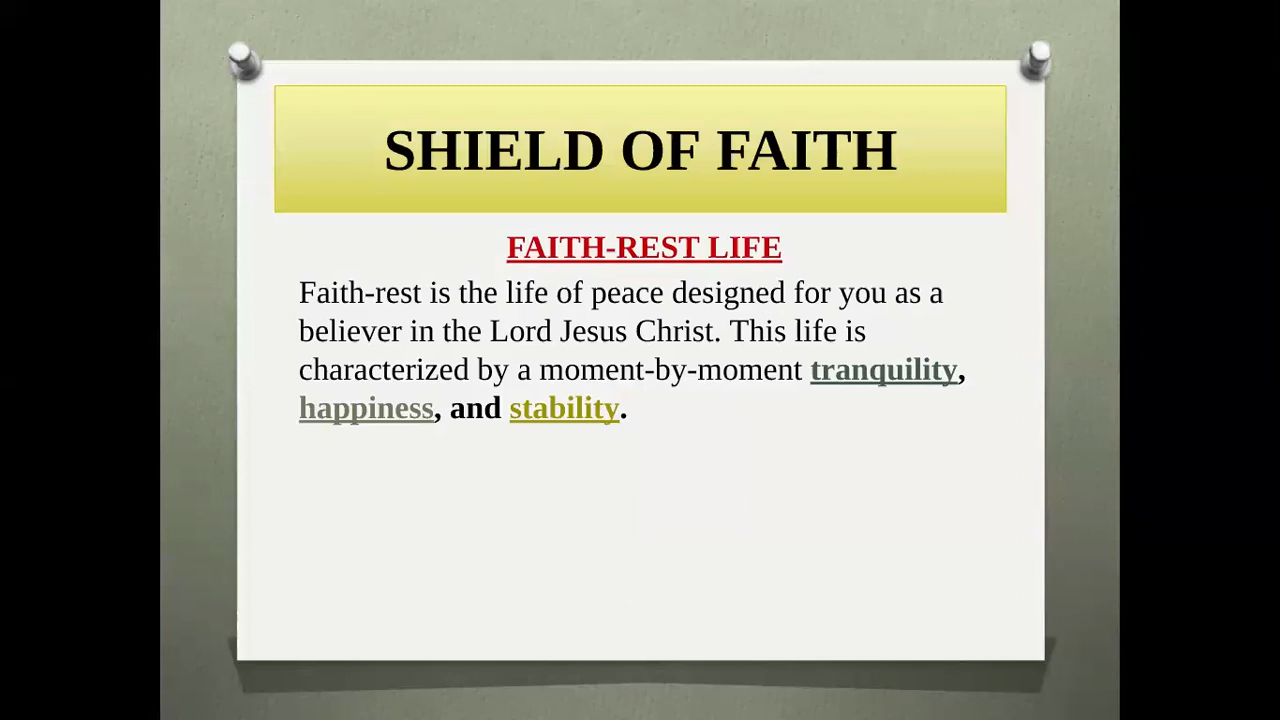 SHIELD OF FAITH
FAITH-REST LIFE
Faith-rest is the life of peace designed for you as a
believer in the Lord Jesus Christ. This life is
characterized by a moment-by-moment tranquility,
happiness, and stability.